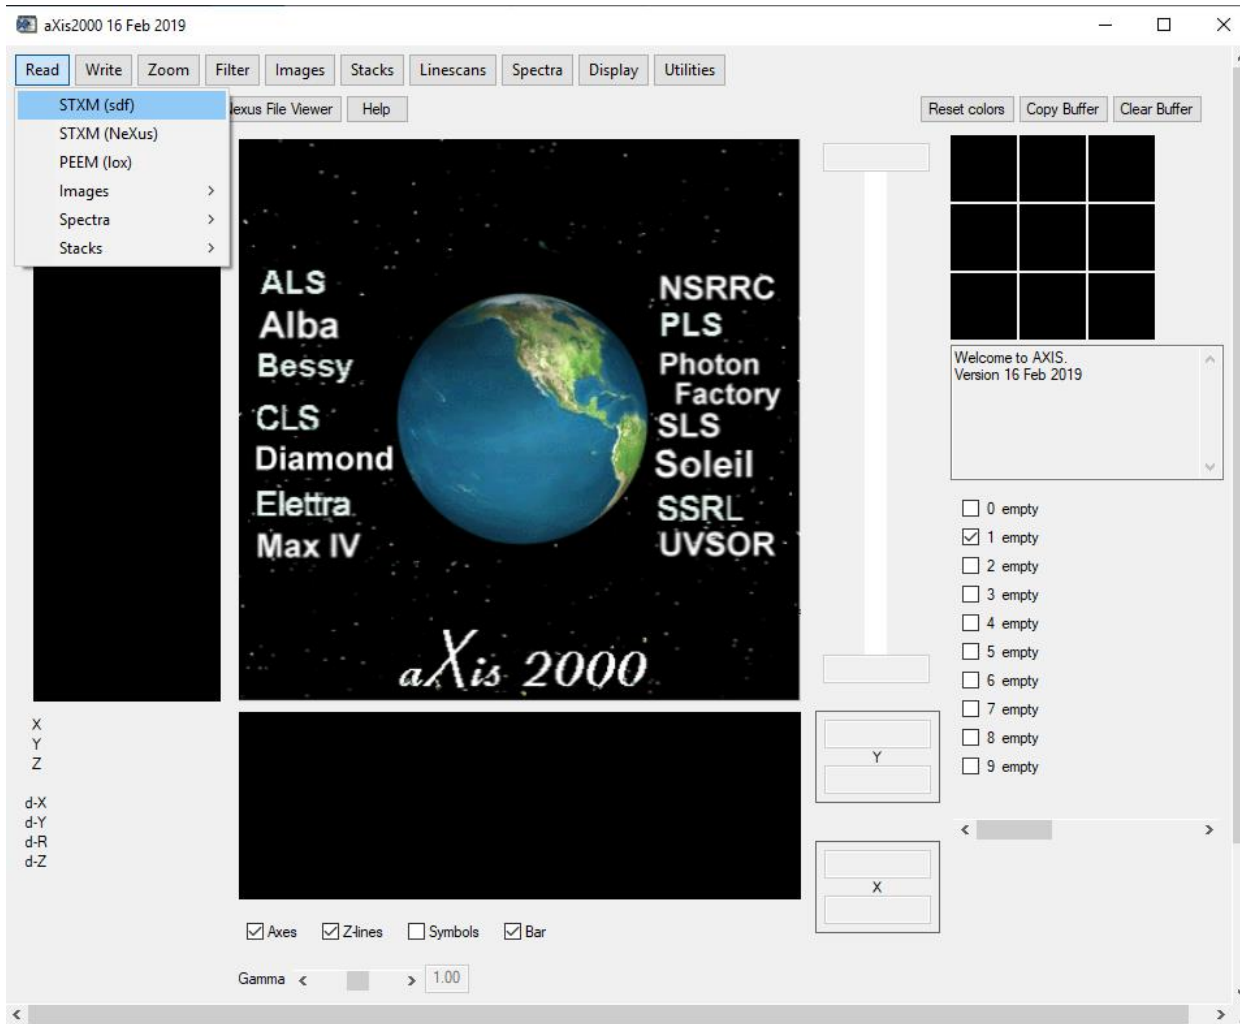 aXis2000 16 Feb 2019
Read Write Zoom Filter Images Stacks Linescans Spectra Display Utilities
STXM (sdf)
Nexus File Viewer Help Reset colors Copy Buffer Clear Buffer
STXM (NeXus)
PEEM (lox)
Images
Spectra
Stacks
ALS
Alba
Bessy
CLS
Diamond
Elettra
Max IV
NSRRC
PLS
Photon
Factory
SLS
Soleil
SSRL
UVSOR
aXis 2000
Welcome to AXIS.
Version 16 Feb 2019
0 empty
1 empty
2 empty
3 empty
4 empty
5 empty
6 empty
7 empty
8 empty
9 empty
X
Y
Z
d-X
d-Y
d-R
d-Z
Y
X
Axes Z-lines Symbols Bar
Gamma 1.00